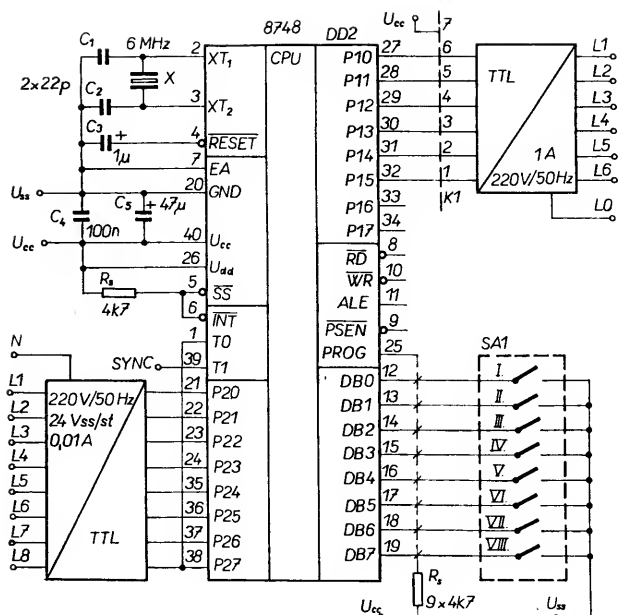 8748
DD2
CPU
C1
6 MHz
X
2x22p
C2
C3
+
1µ
2 XT1
3 XT2
4 RESET
7 EA
20 GND
Uss
C4
100n
C5
+ 47µ
Ucc
40 Ucc
26 Udd
Rs
4k7
5 SS
6 INT
1 T0
SYNC
39 T1
N
L1
L2
L3
L4
L5
L6
L7
L8
220V/50Hz
24 Vss/st
0,01A
TTL
21 P20
22 P21
23 P22
24 P23
35 P24
36 P25
37 P26
38 P27
Ucc
7
P10 27 6
P11 28 5
P12 29 4
P13 30 3
P14 31 2
P15 32 1
P16 33
P17 34
K1
TTL
1A
220V/50Hz
L1
L2
L3
L4
L5
L6
L0
RD 8
WR 10
ALE 11
PSEN 9
PROG 25
SA1
DB0 12 I
DB1 13 II
DB2 14 III
DB3 15 IV
DB4 16 V
DB5 17 VI
DB6 18 VII
DB7 19 VIII
Rs
9x4k7
Ucc
Uss